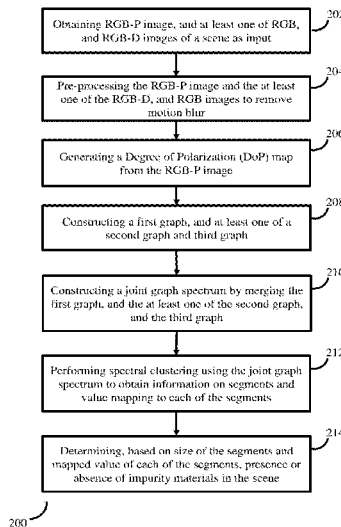 202
Obtaining RGB-P image, and at least one of RGB,
and RGB-D images of a scene as input
204
Pre-processing the RGB-P image and the at least
one of the RGB-D, and RGB images to remove
motion blur
206
Generating a Degree of Polarization (DoP) map
from the RGB-P image
208
Constructing a first graph, and at least one of a
second graph and third graph
210
Constructing a joint graph spectrum by merging the
first graph, and the at least one of the second graph,
and the third graph
212
Performing spectral clustering using the joint graph
spectrum to obtain information on segments and
value mapping to each of the segments
214
Determining, based on size of the segments and
mapped value of each of the segments, presence or
absence of impurity materials in the scene
200